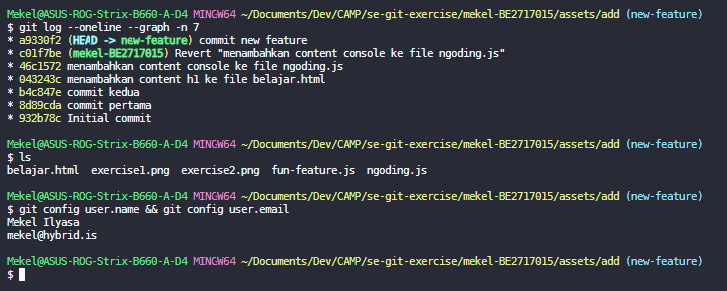 Mekel@ASUS-ROG-Strix-B660-A-D4 MINGW64 ~/Documents/Dev/CAMP/se-git-exercise/mekel-BE2717015/assets/add (new-feature)
$ git log --oneline --graph -n 7
* a9330f2 (HEAD -> new-feature) commit new feature
* c01f7be (mekel-BE2717015) Revert "menambahkan content console ke file ngoding.js"
* 46c1572 menambahkan content console ke file ngoding.js
* 043243c menambahkan content h1 ke file belajar.html
* b4c847e commit kedua
* 8d89cda commit pertama
* 932b78c Initial commit
Mekel@ASUS-ROG-Strix-B660-A-D4 MINGW64 ~/Documents/Dev/CAMP/se-git-exercise/mekel-BE2717015/assets/add (new-feature)
$ ls
belajar.html  exercise1.png  exercise2.png  fun-feature.js  ngoding.js
Mekel@ASUS-ROG-Strix-B660-A-D4 MINGW64 ~/Documents/Dev/CAMP/se-git-exercise/mekel-BE2717015/assets/add (new-feature)
$ git config user.name && git config user.email
Mekel Ilyasa
mekel@hybrid.is
Mekel@ASUS-ROG-Strix-B660-A-D4 MINGW64 ~/Documents/Dev/CAMP/se-git-exercise/mekel-BE2717015/assets/add (new-feature)
$